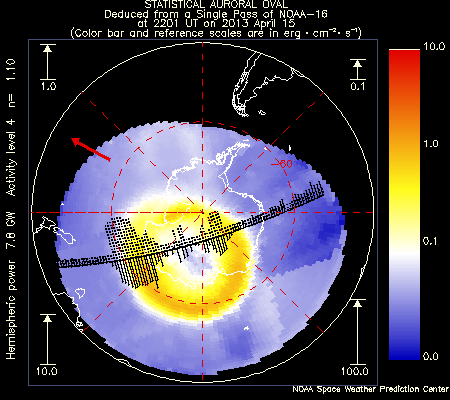 STATISTICAL AURORAL OVAL
Deduced from a Single Pass of NOAA-16
at 2201 UT on 2013 April 15
(Color bar and reference scales are in erg · cm⁻² · s⁻¹)
1.0
0.1
10.0
1.0
0.1
0.0
-60
10.0
100.0
Hemispheric power 7.8 GW Activity level 4 n= 1.10
NOAA Space Weather Prediction Center